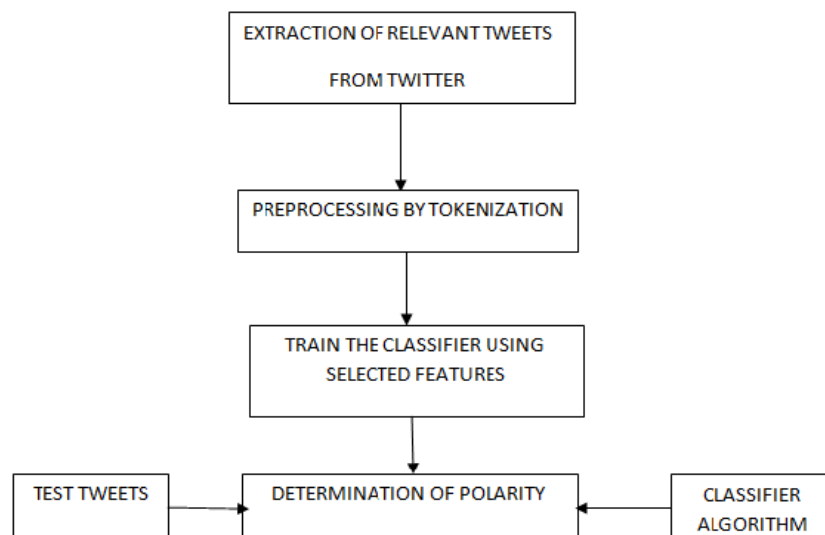 EXTRACTION OF RELEVANT TWEETS
FROM TWITTER
PREPROCESSING BY TOKENIZATION
TRAIN THE CLASSIFIER USING
SELECTED FEATURES
TEST TWEETS
DETERMINATION OF POLARITY
CLASSIFIER
ALGORITHM